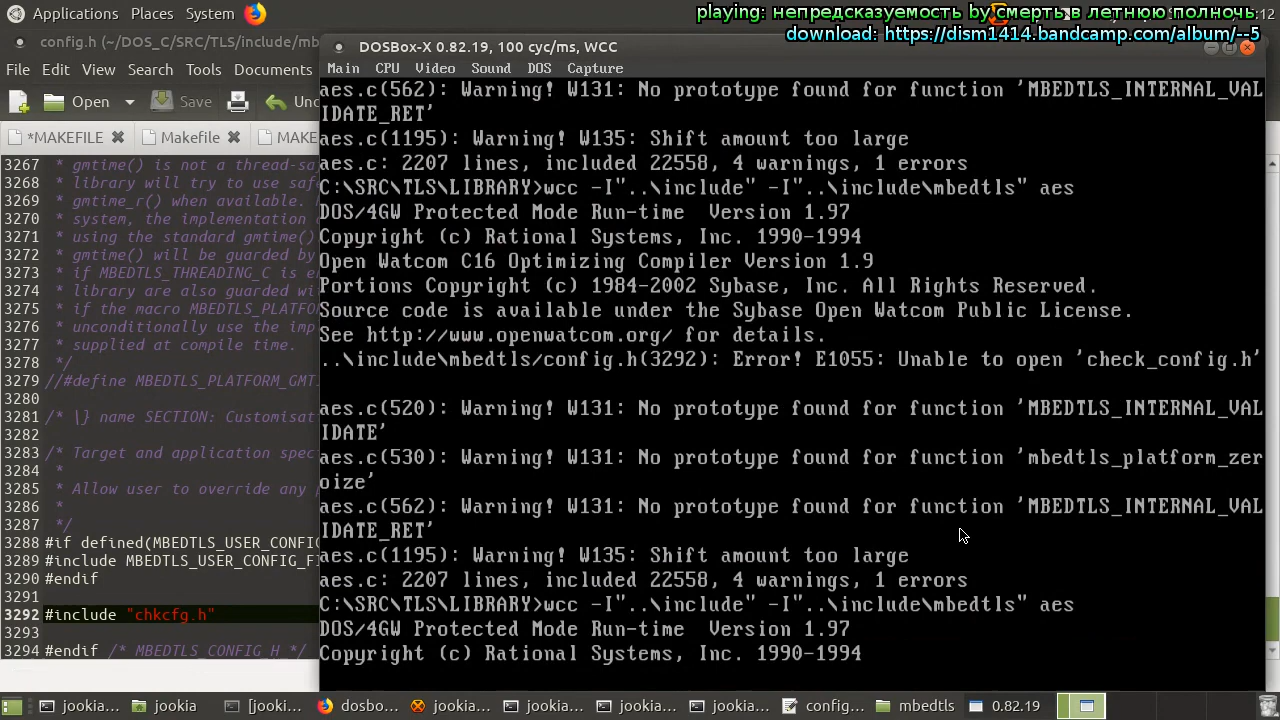 Applications Places System
playing: непредсказуемость by смерть в летнюю полночь
:12
download: https://dism1414.bandcamp.com/album/--5
config.h (~/DOS_C/SRC/TLS/include/mb
DOSBox-X 0.82.19, 100 cyc/ms, WCC
File Edit View Search Tools Documents
Main CPU Video Sound DOS Capture
Open Save Und
*MAKEFILE Makefile MAKE
3267 * gmtime() is not a thread-sa
3268 * library will try to use safe
3269 * gmtime_r() when available.
3270 * system, the implementation
3271 * using the standard gmtime()
3272 * gmtime() will be guarded by
3273 * if MBEDTLS_THREADING_C is e
3274 * library are also guarded wi
3275 * if the macro MBEDTLS_PLATFOR
3276 * unconditionally use the imp
3277 * supplied at compile time.
3278 */
3279 //#define MBEDTLS_PLATFORM_GMT
3280
3281 /* \} name SECTION: Customisat
3282
3283 /* Target and application spec
3284 *
3285 * Allow user to override any
3286 *
3287 */
3288 #if defined(MBEDTLS_USER_CONFIG
3289 #include MBEDTLS_USER_CONFIG_FI
3290 #endif
3291
3292 #include "chkcfg.h"
3293
3294 #endif /* MBEDTLS_CONFIG_H */
aes.c(562): Warning! W131: No prototype found for function 'MBEDTLS_INTERNAL_VAL
IDATE_RET'
aes.c(1195): Warning! W135: Shift amount too large
aes.c: 2207 lines, included 22558, 4 warnings, 1 errors
C:\SRC\TLS\LIBRARY>wcc -I"..\include" -I"..\include\mbedtls" aes
DOS/4GW Protected Mode Run-time Version 1.97
Copyright (c) Rational Systems, Inc. 1990-1994
Open Watcom C16 Optimizing Compiler Version 1.9
Portions Copyright (c) 1984-2002 Sybase, Inc. All Rights Reserved.
Source code is available under the Sybase Open Watcom Public License.
See http://www.openwatcom.org/ for details.
..\include\mbedtls/config.h(3292): Error! E1055: Unable to open 'check_config.h'
aes.c(520): Warning! W131: No prototype found for function 'MBEDTLS_INTERNAL_VAL
IDATE'
aes.c(530): Warning! W131: No prototype found for function 'mbedtls_platform_zer
oize'
aes.c(562): Warning! W131: No prototype found for function 'MBEDTLS_INTERNAL_VAL
IDATE_RET'
aes.c(1195): Warning! W135: Shift amount too large
aes.c: 2207 lines, included 22558, 4 warnings, 1 errors
C:\SRC\TLS\LIBRARY>wcc -I"..\include" -I"..\include\mbedtls" aes
DOS/4GW Protected Mode Run-time Version 1.97
Copyright (c) Rational Systems, Inc. 1990-1994
jookia... jookia [jooki... dosbo... jookia... jookia... jookia... jookia... config.... mbedtls 0.82.19